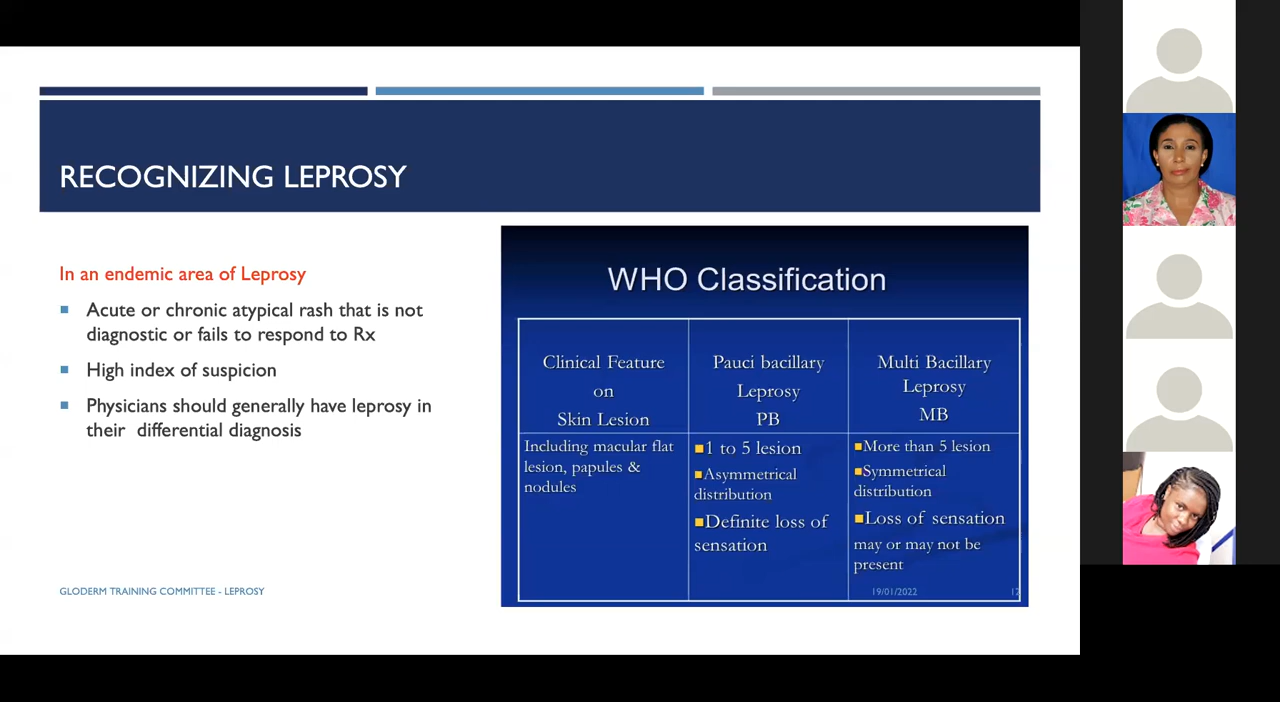 RECOGNIZING LEPROSY
In an endemic area of Leprosy
■ Acute or chronic atypical rash that is not
diagnostic or fails to respond to Rx
■ High index of suspicion
■ Physicians should generally have leprosy in
their differential diagnosis
GLODERM TRAINING COMMITTEE - LEPROSY
WHO Classification
Clinical Feature
on
Skin Lesion
Pauci bacillary
Leprosy
PB
Multi Bacillary
Leprosy
MB
Including macular flat
lesion, papules &
nodules
■1 to 5 lesion
■Asymmetrical
distribution
■Definite loss of
sensation
■More than 5 lesion
■Symmetrical
distribution
■Loss of sensation
may or may not be
present
19/01/2022